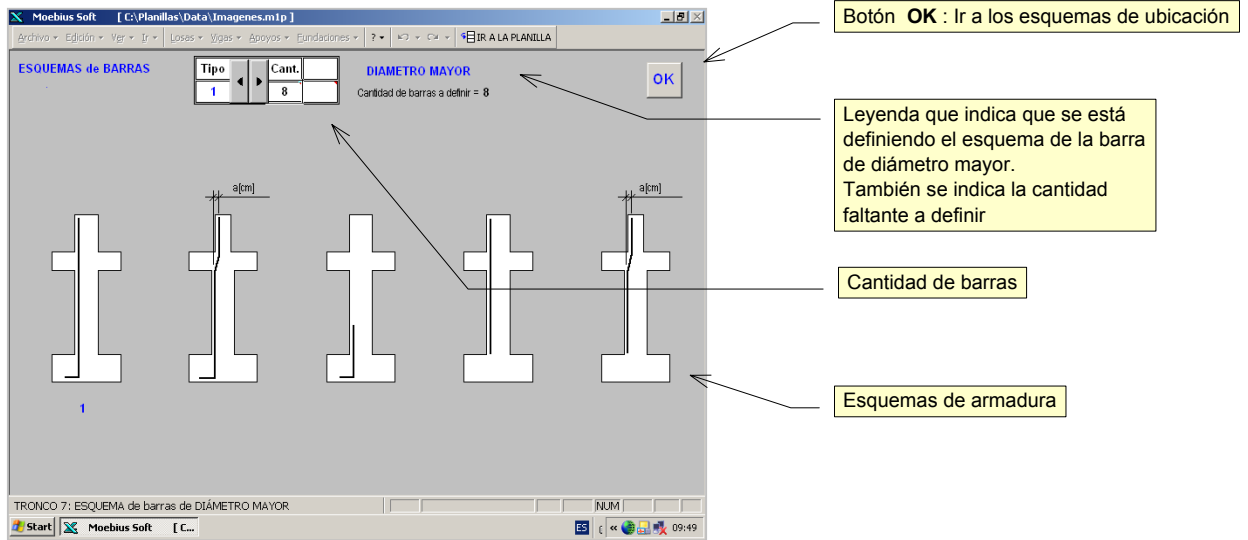 Moebius Soft [ C:\Planillas\Data\Imagenes.m1p ]
Archivo Edición Ver Ir Losas Vigas Apoyos Fundaciones ? IR A LA PLANILLA
ESQUEMAS de BARRAS
Tipo Cant.
1 8
DIAMETRO MAYOR
Cantidad de barras a definir = 8
OK
a[cm] a[cm]
1
TRONCO 7: ESQUEMA de barras de DIÁMETRO MAYOR NUM
Start Moebius Soft [ C... ES « 09:49
Botón OK : Ir a los esquemas de ubicación
Leyenda que indica que se está
definiendo el esquema de la barra
de diámetro mayor.
También se indica la cantidad
faltante a definir
Cantidad de barras
Esquemas de armadura